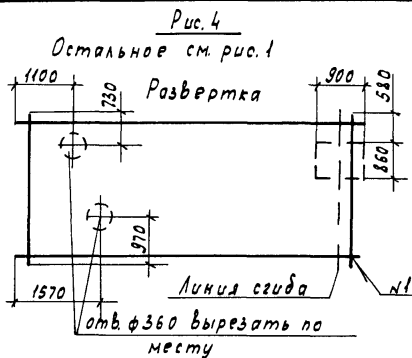 Рис. 4
Остальное см. рис. 1
1100
730
Развертка
900
580
860
970
1570
Линия сгиба
№1
отв. ф360 вырезать по
месту